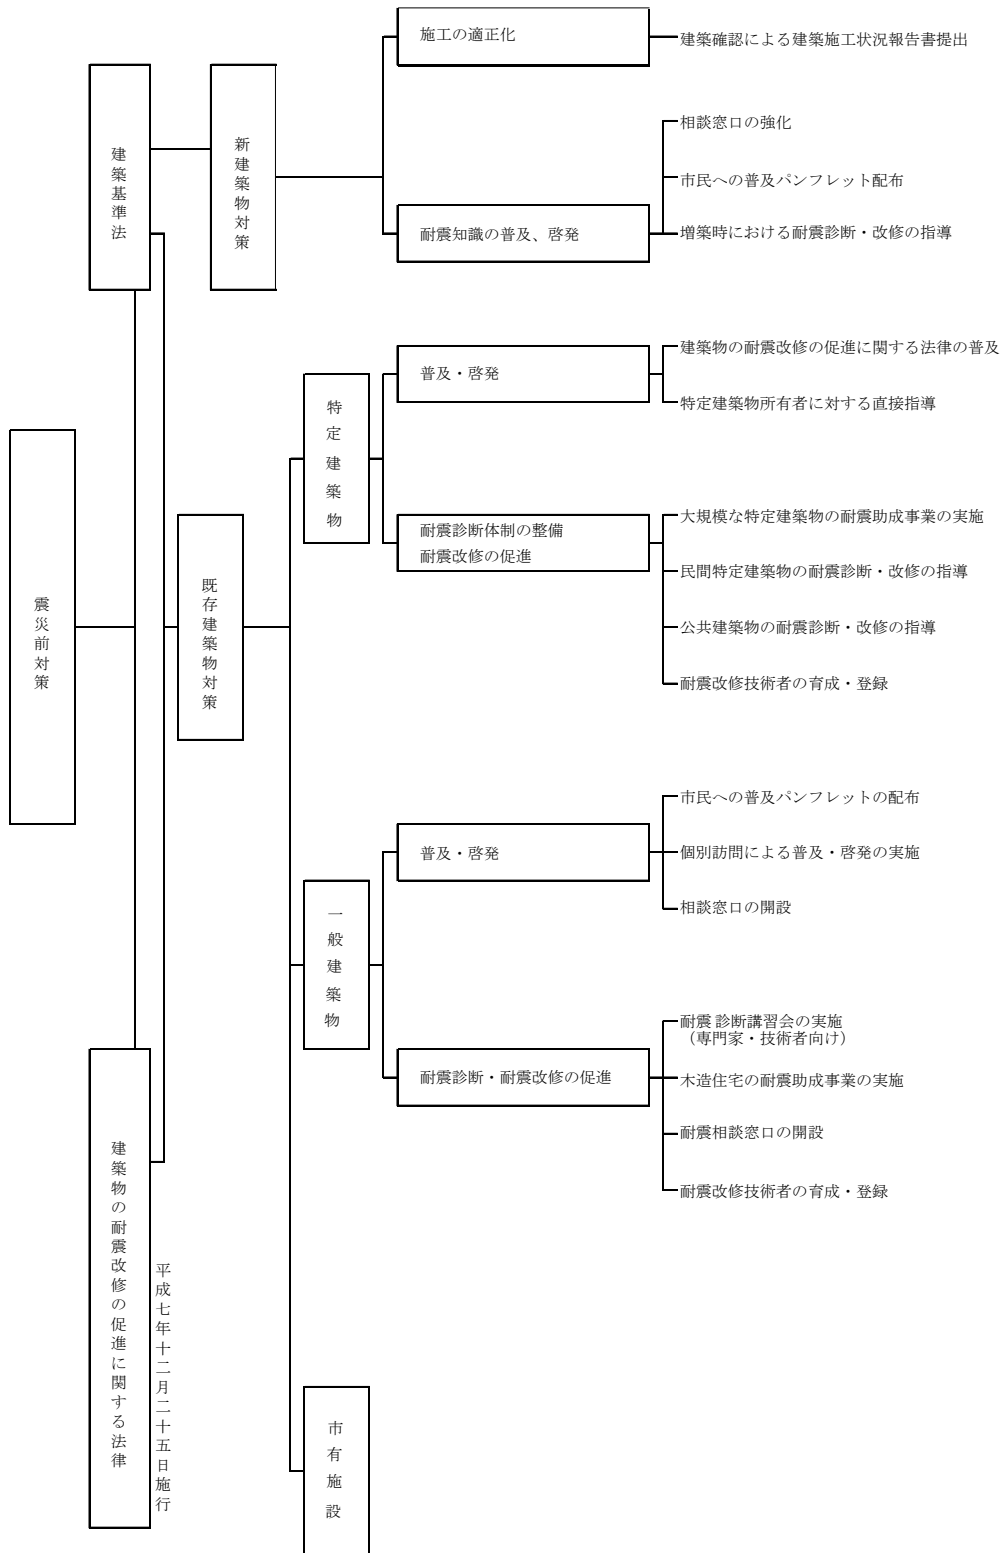 震災前対策
建築基準法
建築物の耐震改修の促進に関する法律
平成七年十二月二十五日施行
新建築物対策
施工の適正化
建築確認による建築施工状況報告書提出
耐震知識の普及、啓発
相談窓口の強化
市民への普及パンフレット配布
増築時における耐震診断・改修の指導
既存建築物対策
特定建築物
普及・啓発
建築物の耐震改修の促進に関する法律の普及
特定建築物所有者に対する直接指導
耐震診断体制の整備
耐震改修の促進
大規模な特定建築物の耐震助成事業の実施
民間特定建築物の耐震診断・改修の指導
公共建築物の耐震診断・改修の指導
耐震改修技術者の育成・登録
一般建築物
普及・啓発
市民への普及パンフレットの配布
個別訪問による普及・啓発の実施
相談窓口の開設
耐震診断・耐震改修の促進
耐震 診断講習会の実施
（専門家・技術者向け）
木造住宅の耐震助成事業の実施
耐震相談窓口の開設
耐震改修技術者の育成・登録
市有施設